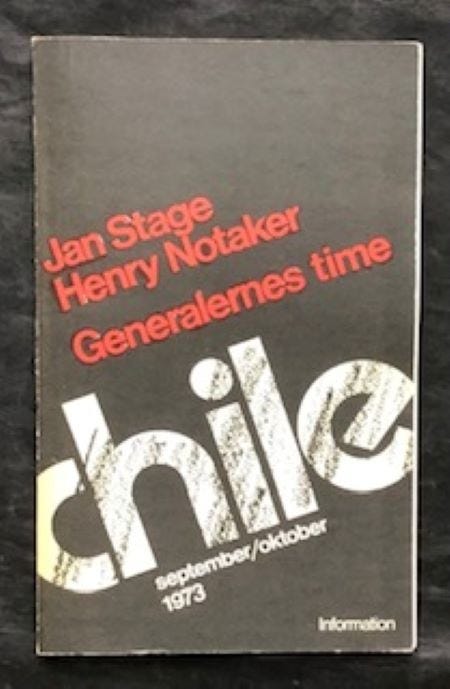 Jan Stage
Henry Notaker
Generalernes time
chile
september/oktober
1973
Information